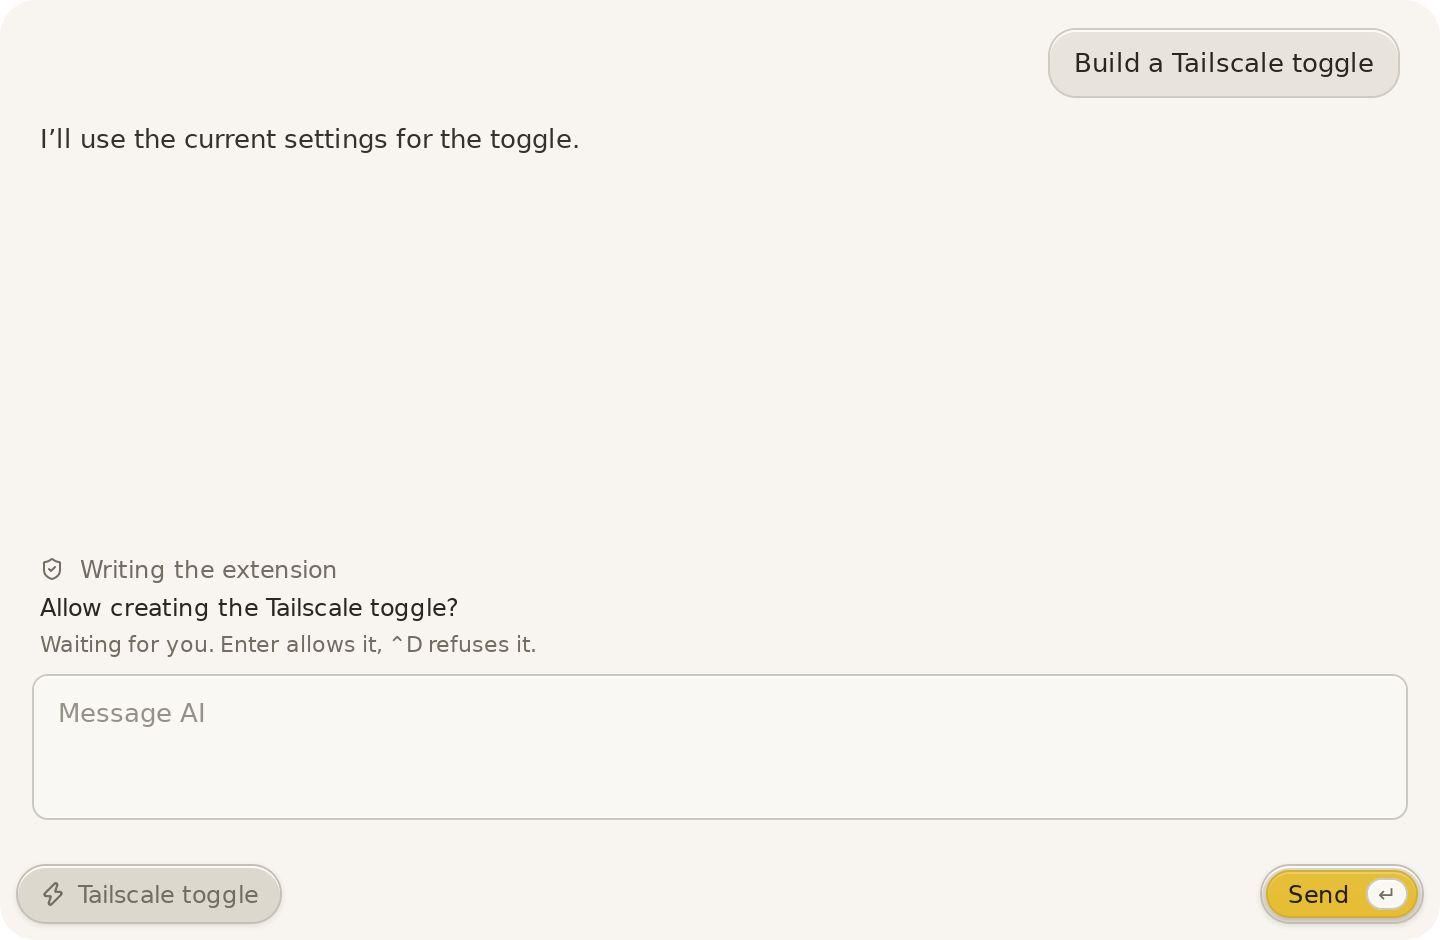 Build a Tailscale toggle
I’ll use the current settings for the toggle.
Writing the extension
Allow creating the Tailscale toggle?
Waiting for you. Enter allows it, ^D refuses it.
Message AI
Tailscale toggle
Send ↵